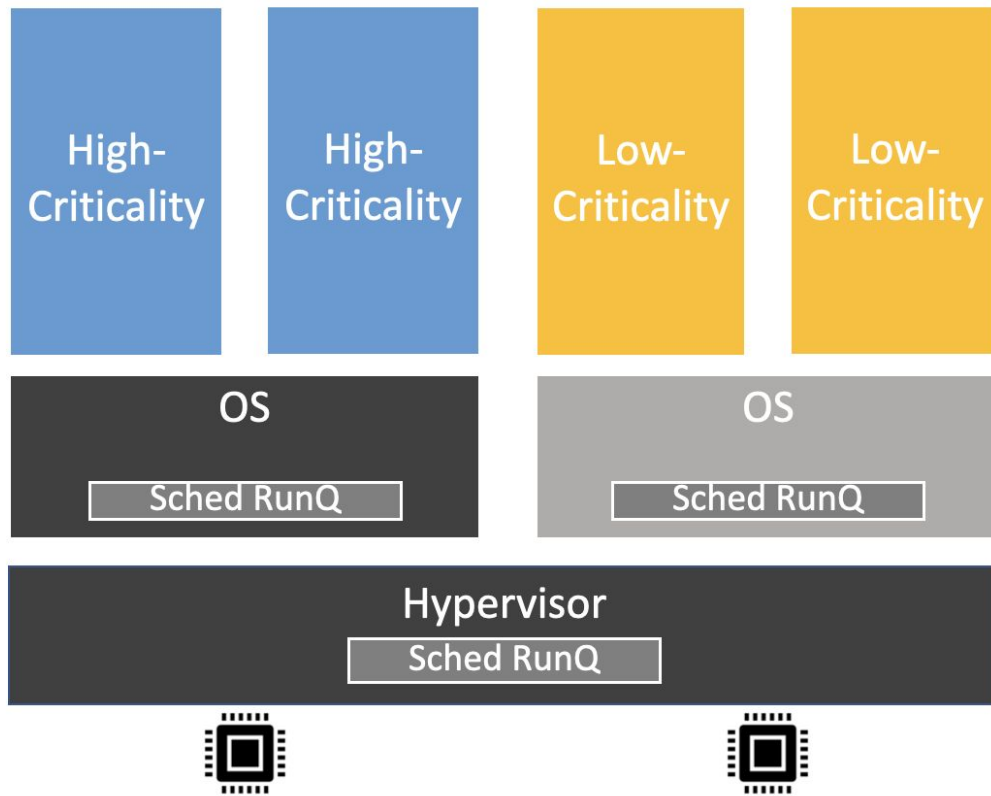 High-
Criticality
High-
Criticality
Low-
Criticality
Low-
Criticality
OS
Sched RunQ
OS
Sched RunQ
Hypervisor
Sched RunQ